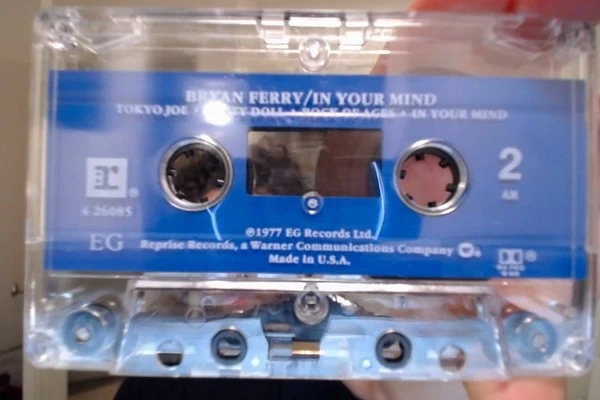 BRYAN FERRY/IN YOUR MIND
TOKYO JOE • PARTY DOLL • ROCK OF AGES • IN YOUR MIND
2
AR
r ®
4-26085
EG
℗1977 EG Records Ltd.
Reprise Records, a Warner Communications Company
Made in U.S.A.